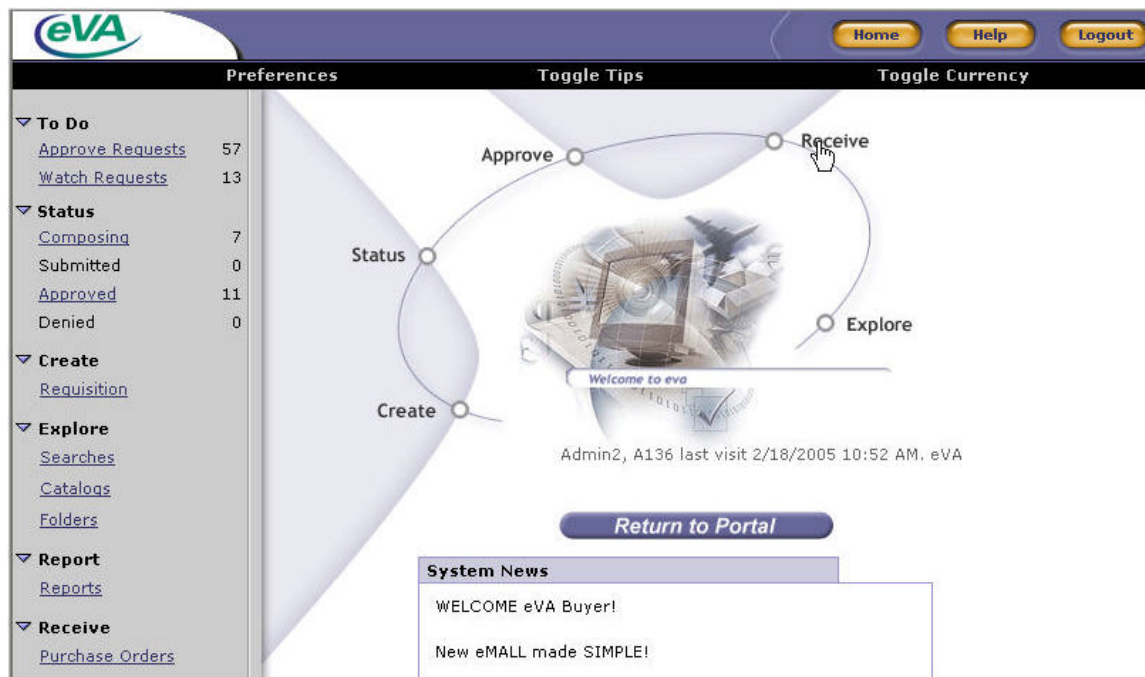 eVA
Home Help Logout
Preferences Toggle Tips Toggle Currency
To Do
Approve Requests 57
Watch Requests 13
Status
Composing 7
Submitted 0
Approved 11
Denied 0
Create
Requisition
Explore
Searches
Catalogs
Folders
Report
Reports
Receive
Purchase Orders
Approve
Receive
Status
Explore
Create
Welcome to eva
Admin2, A136 last visit 2/18/2005 10:52 AM. eVA
Return to Portal
System News
WELCOME eVA Buyer!
New eMALL made SIMPLE!